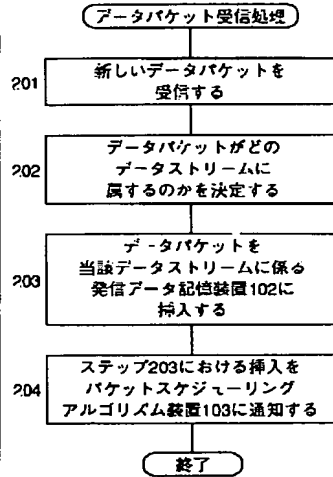 データパケット受信処理
201
新しいデータパケットを
受信する
202
データパケットがどの
データストリームに
属するのかを決定する
203
データパケットを
当該データストリームに係る
発信データ記憶装置102に
挿入する
204
ステップ203における挿入を
パケットスケジューリング
アルゴリズム装置103に通知する
終了